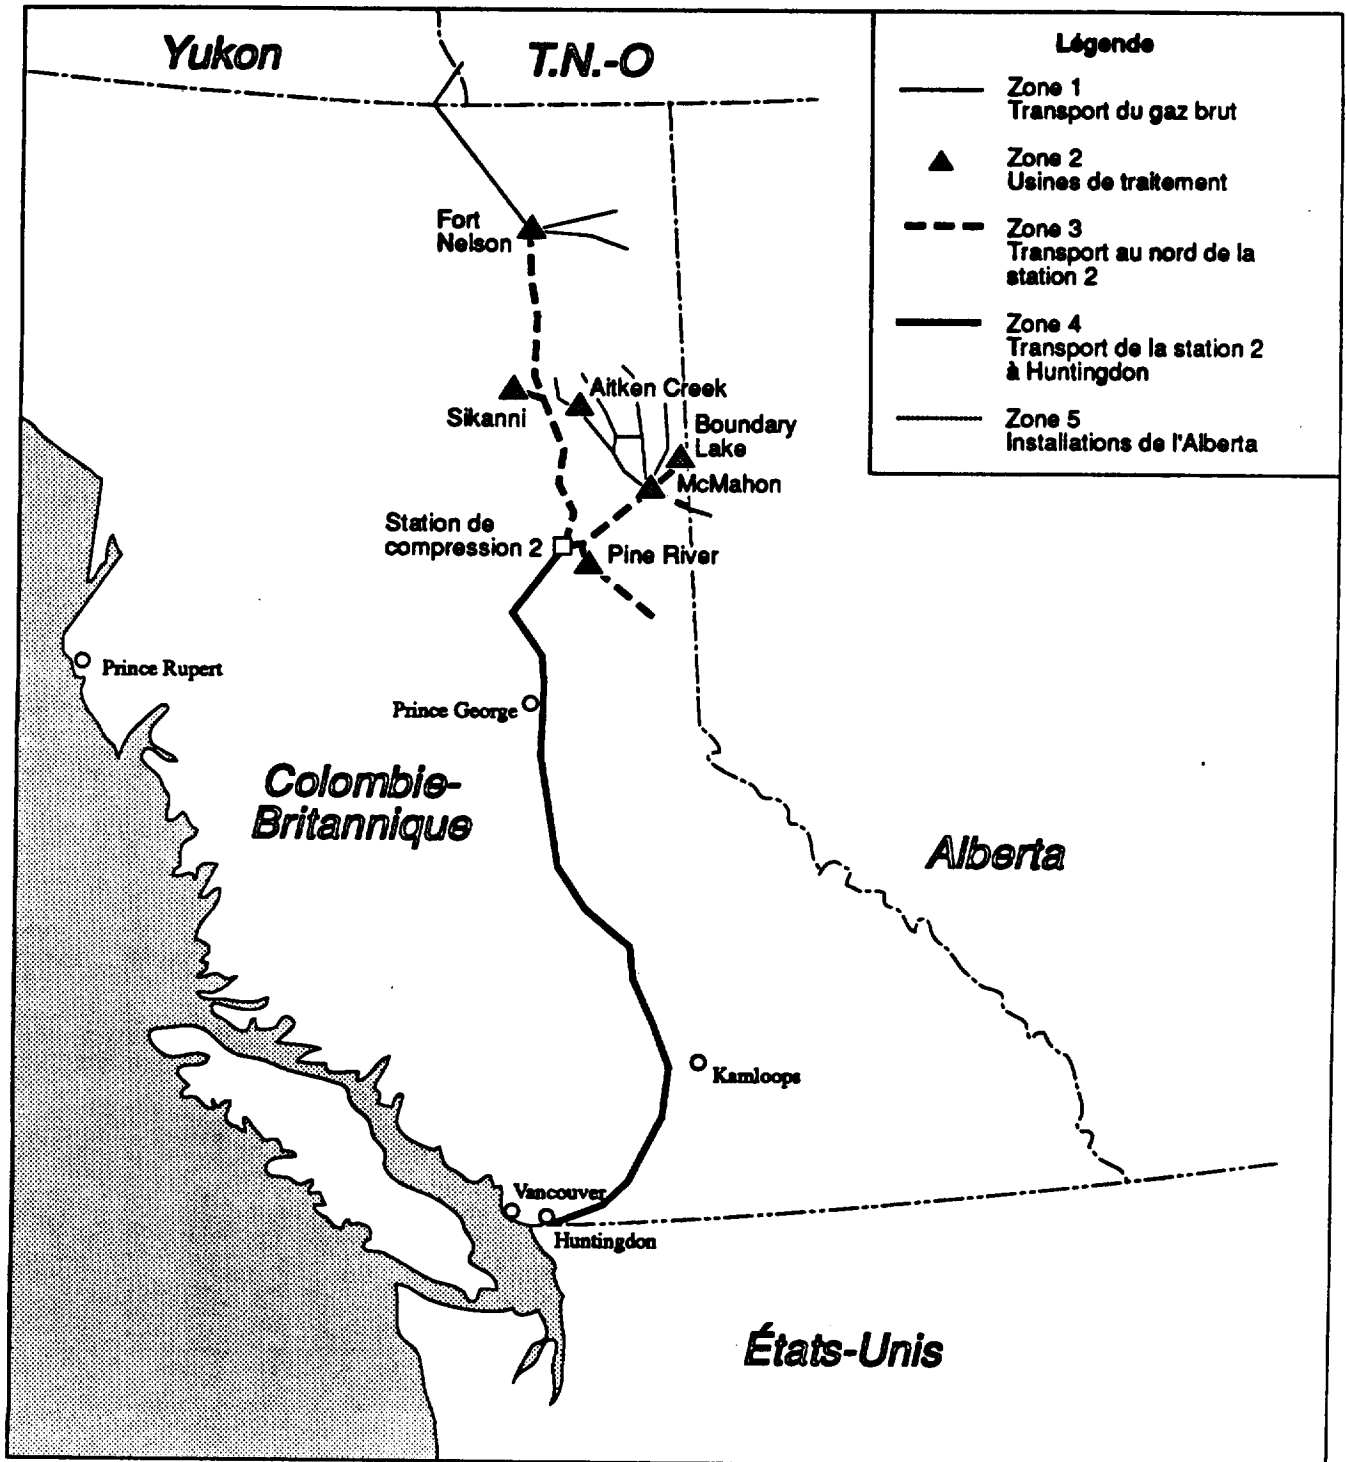 Yukon
T.N.-O
Légende
Zone 1
Transport du gaz brut
Zone 2
Usines de traitement
Zone 3
Transport au nord de la
station 2
Zone 4
Transport de la station 2
à Huntingdon
Zone 5
Installations de l'Alberta
Fort
Nelson
Sikanni
Aitken Creek
Boundary
Lake
McMahon
Station de
compression 2
Pine River
Prince Rupert
Prince George
Colombie-
Britannique
Alberta
Kamloops
Vancouver
Huntingdon
États-Unis